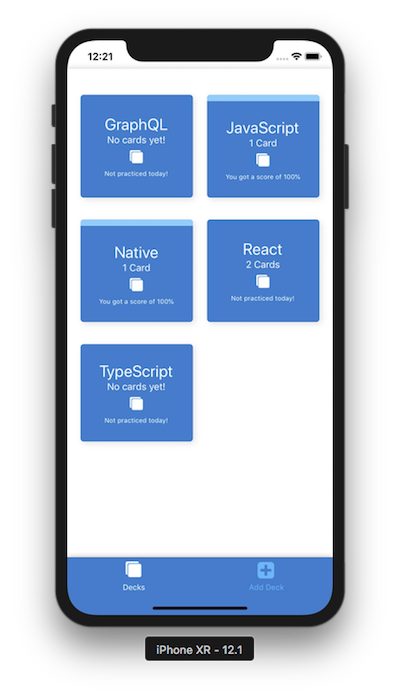 12:21
GraphQL
No cards yet!
Not practiced today!
JavaScript
1 Card
You got a score of 100%
Native
1 Card
You got a score of 100%
React
2 Cards
Not practiced today!
TypeScript
No cards yet!
Not practiced today!
Decks
Add Deck
iPhone XR - 12.1